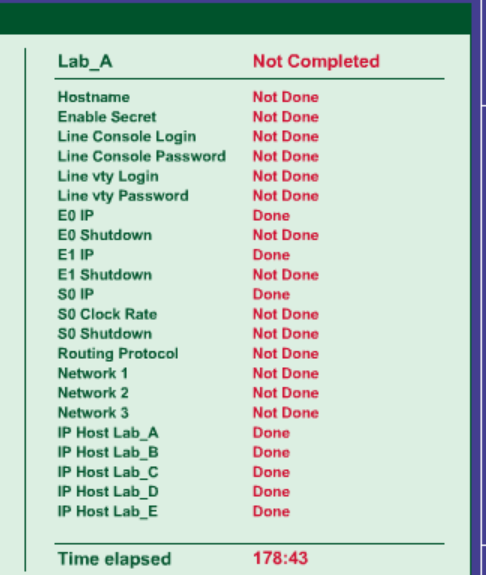 Lab_A Not Completed
Hostname Not Done
Enable Secret Not Done
Line Console Login Not Done
Line Console Password Not Done
Line vty Login Not Done
Line vty Password Not Done
E0 IP Done
E0 Shutdown Not Done
E1 IP Done
E1 Shutdown Not Done
S0 IP Done
S0 Clock Rate Not Done
S0 Shutdown Not Done
Routing Protocol Not Done
Network 1 Not Done
Network 2 Not Done
Network 3 Not Done
IP Host Lab_A Done
IP Host Lab_B Done
IP Host Lab_C Done
IP Host Lab_D Done
IP Host Lab_E Done
Time elapsed 178:43